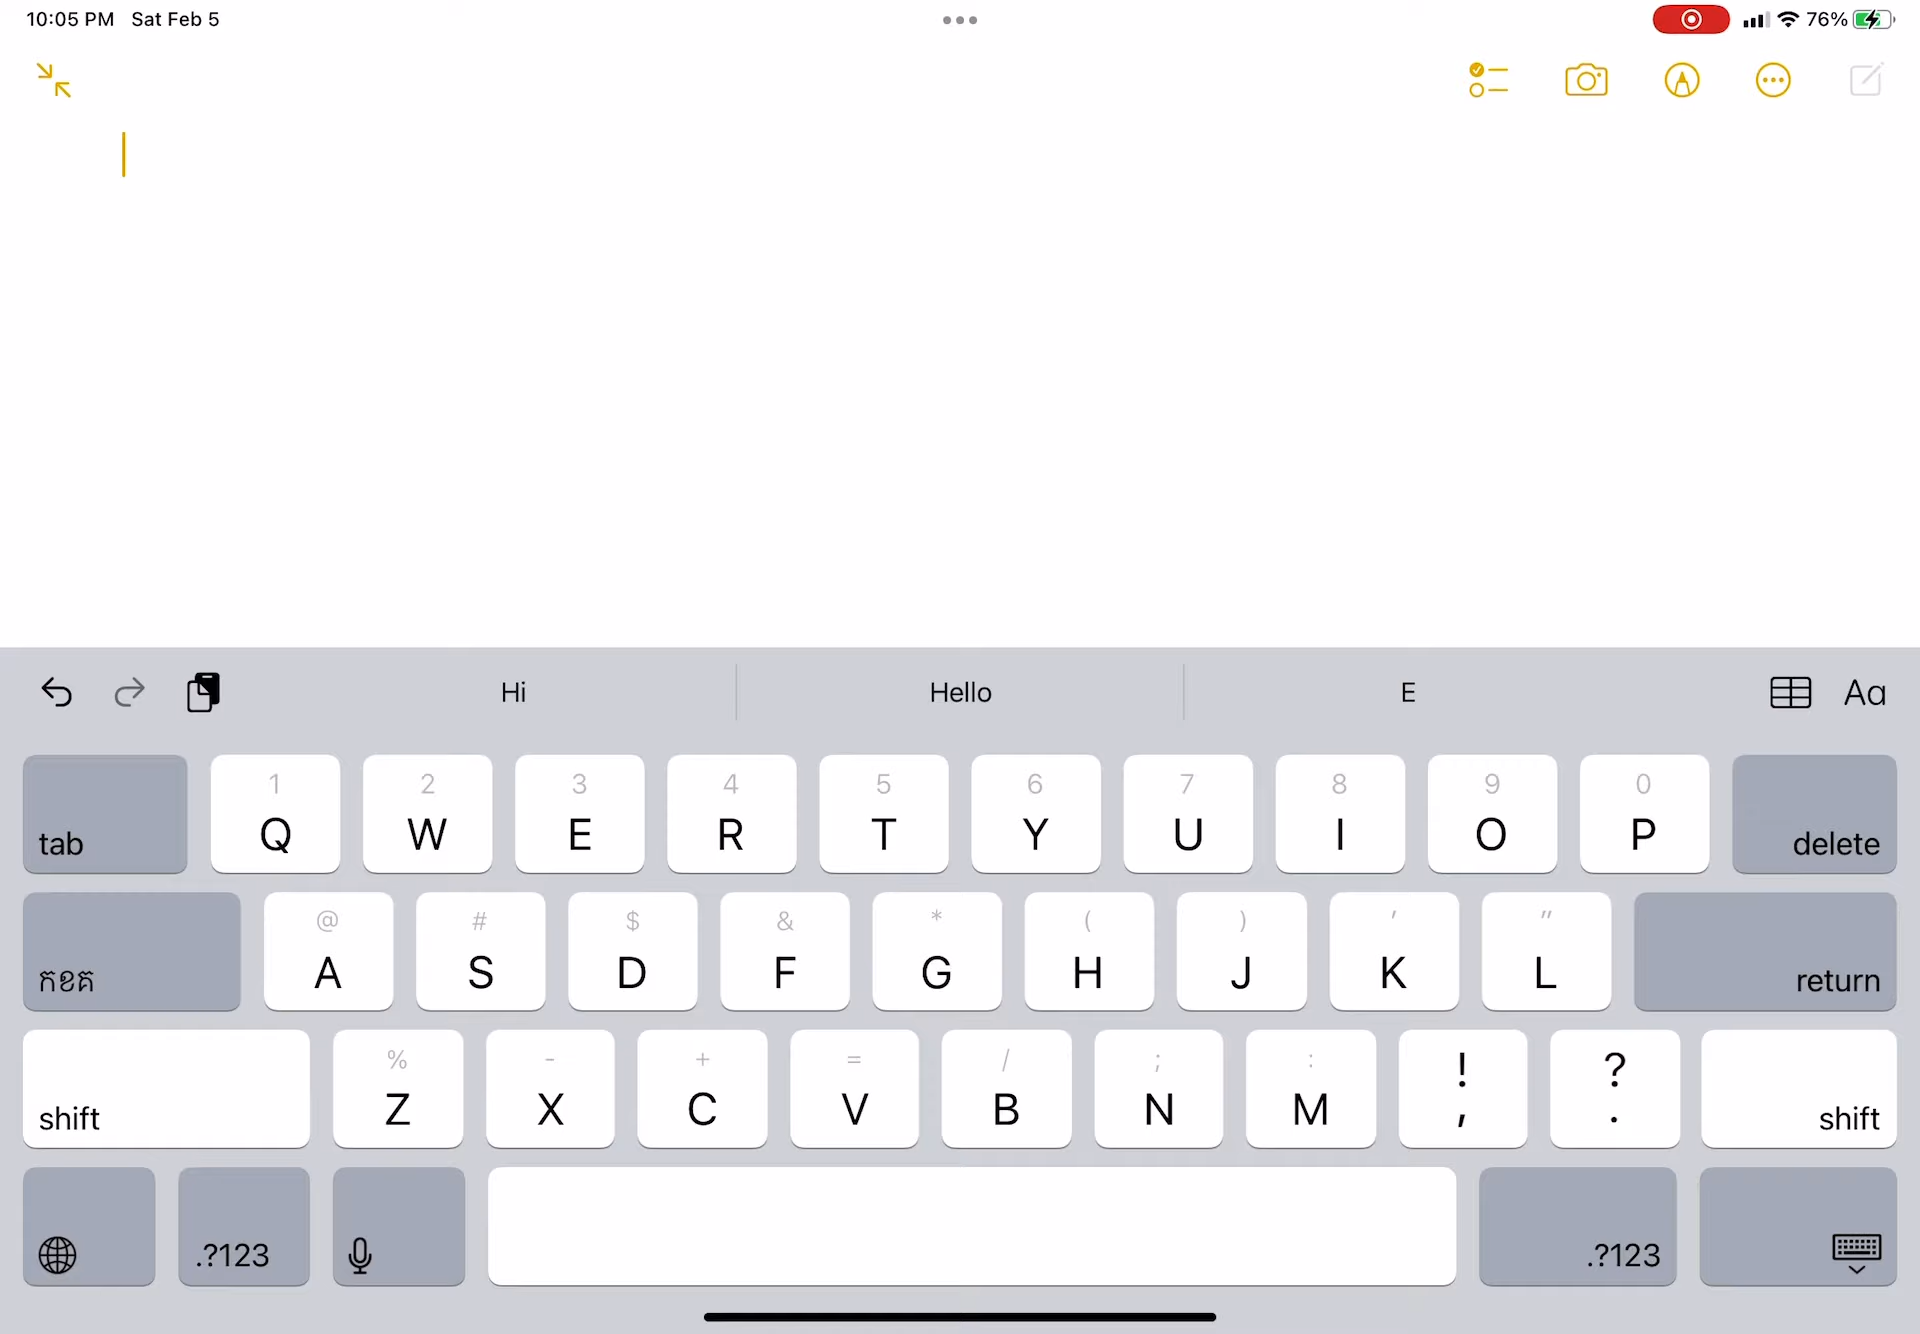 10:05 PM Sat Feb 5
76%
Hi Hello E Aa
tab 1 Q 2 W 3 E 4 R 5 T 6 Y 7 U 8 I 9 O 0 P delete
កខគ @ A # S $ D & F * G ( H ) J ' K " L return
shift % Z - X + C = V / B ; N : M ! , ? . shift
.?123 .?123